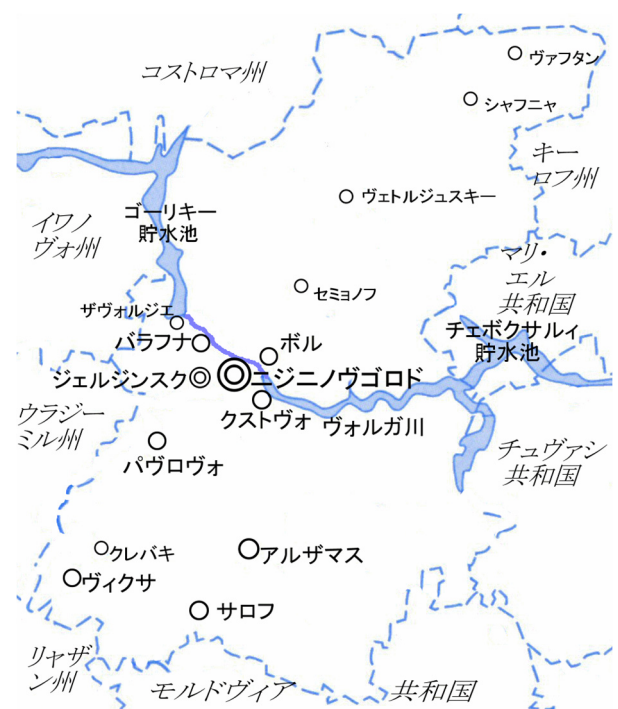 ヴァフタン
コストロマ州
シャフニャ
キー
ロフ州
ヴェトルジュスキー
ゴーリキー
貯水池
イワノ
ヴォ州
マリ・
エル
共和国
セミョノフ
ザヴォルジエ
チェボクサルィ
貯水池
バラフナ
ボル
ジェルジンスク
ニジニノヴゴロド
ウラジー
ミル州
クストヴォ
ヴォルガ川
チュヴァシ
共和国
パヴロヴォ
クレバキ
アルザマス
ヴィクサ
サロフ
リャザ
ン州
モルドヴィア
共和国